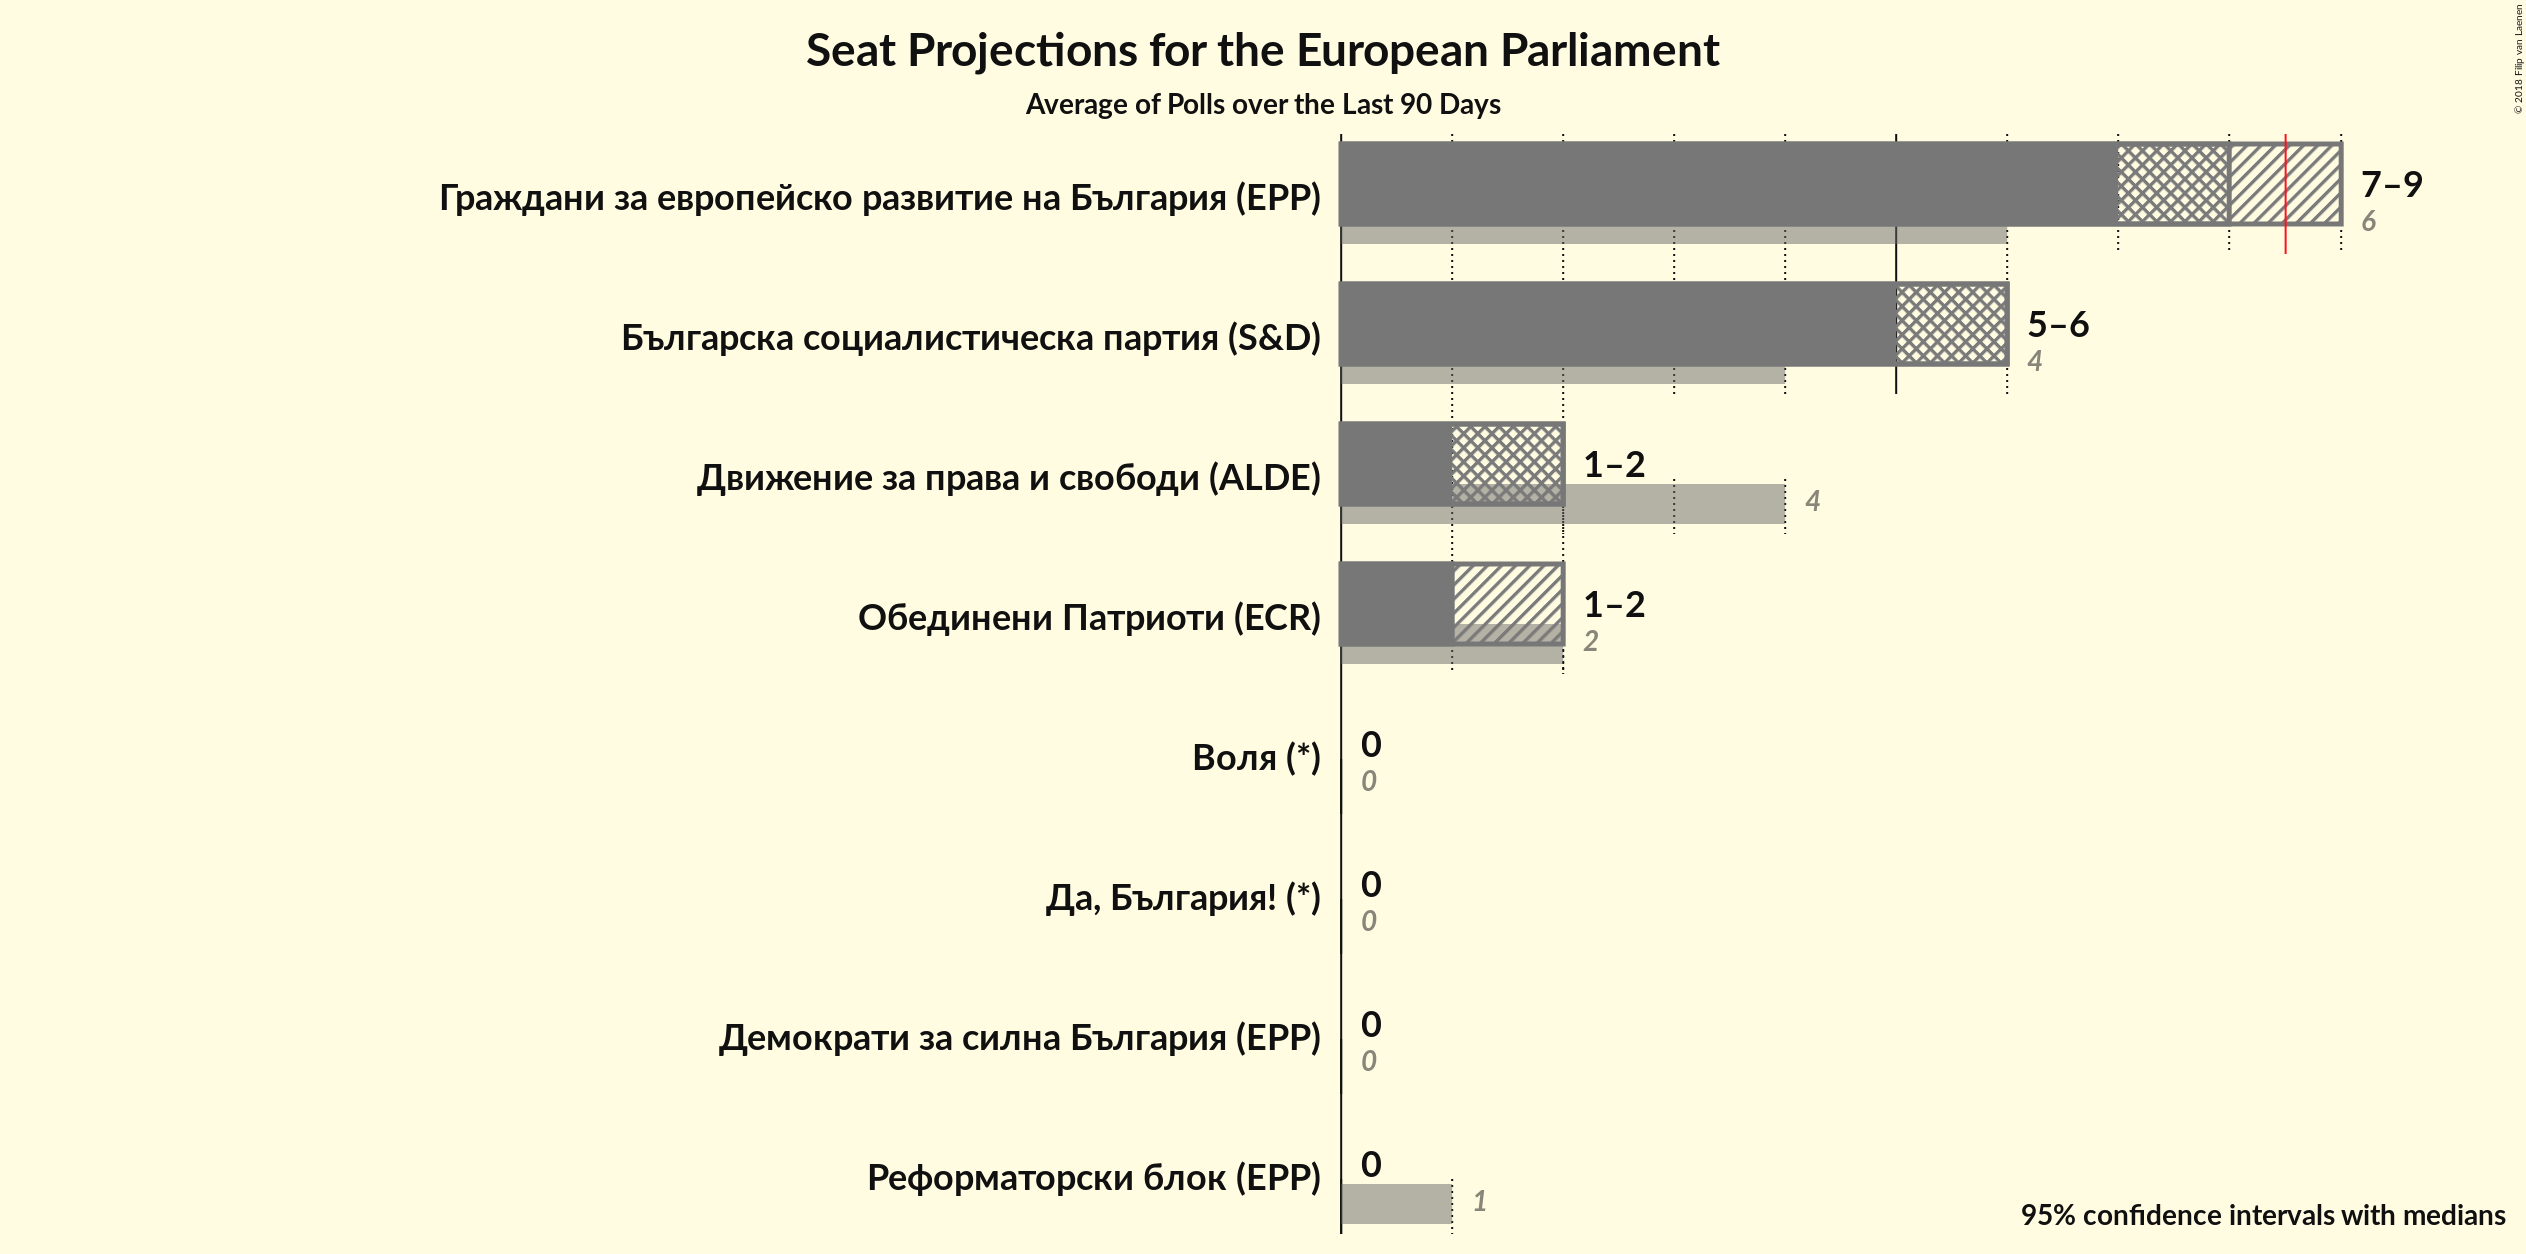 Seat Projections for the European Parliament
Average of Polls over the Last 90 Days
© 2018 Filip van Laenen
Граждани за европейско развитие на България (EPP)
7–9
6
Българска социалистическа партия (S&D)
5–6
4
Движение за права и свободи (ALDE)
1–2
4
Обединени Патриоти (ECR)
1–2
2
Воля (*)
0
0
Да, България! (*)
0
0
Демократи за силна България (EPP)
0
0
Реформаторски блок (EPP)
0
1
95% confidence intervals with medians